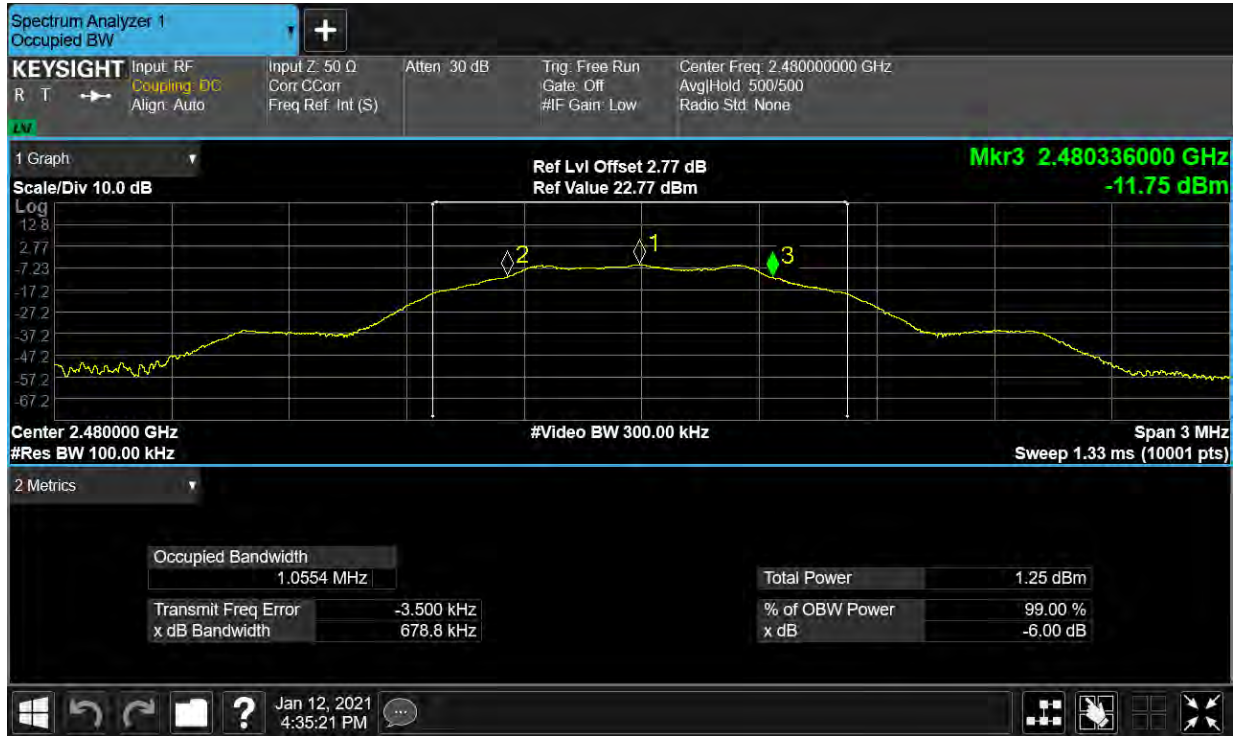 Spectrum Analyzer 1
Occupied BW
+
KEYSIGHT
R T
LXI
Input: RF
Coupling: DC
Align: Auto
Input Z: 50 Ω
Corr CCorr
Freq Ref: Int (S)
Atten: 30 dB
Trig: Free Run
Gate: Off
#IF Gain: Low
Center Freq: 2.480000000 GHz
Avg|Hold: 500/500
Radio Std: None
1 Graph
Scale/Div 10.0 dB
Ref Lvl Offset 2.77 dB
Ref Value 22.77 dBm
Mkr3 2.480336000 GHz
-11.75 dBm
Log
12.8
2.77
-7.23
-17.2
-27.2
-37.2
-47.2
-57.2
-67.2
2
1
3
Center 2.480000 GHz
#Res BW 100.00 kHz
#Video BW 300.00 kHz
Span 3 MHz
Sweep 1.33 ms (10001 pts)
2 Metrics
Occupied Bandwidth
1.0554 MHz
Transmit Freq Error -3.500 kHz
x dB Bandwidth 678.8 kHz
Total Power 1.25 dBm
% of OBW Power 99.00 %
x dB -6.00 dB
?
Jan 12, 2021
4:35:21 PM